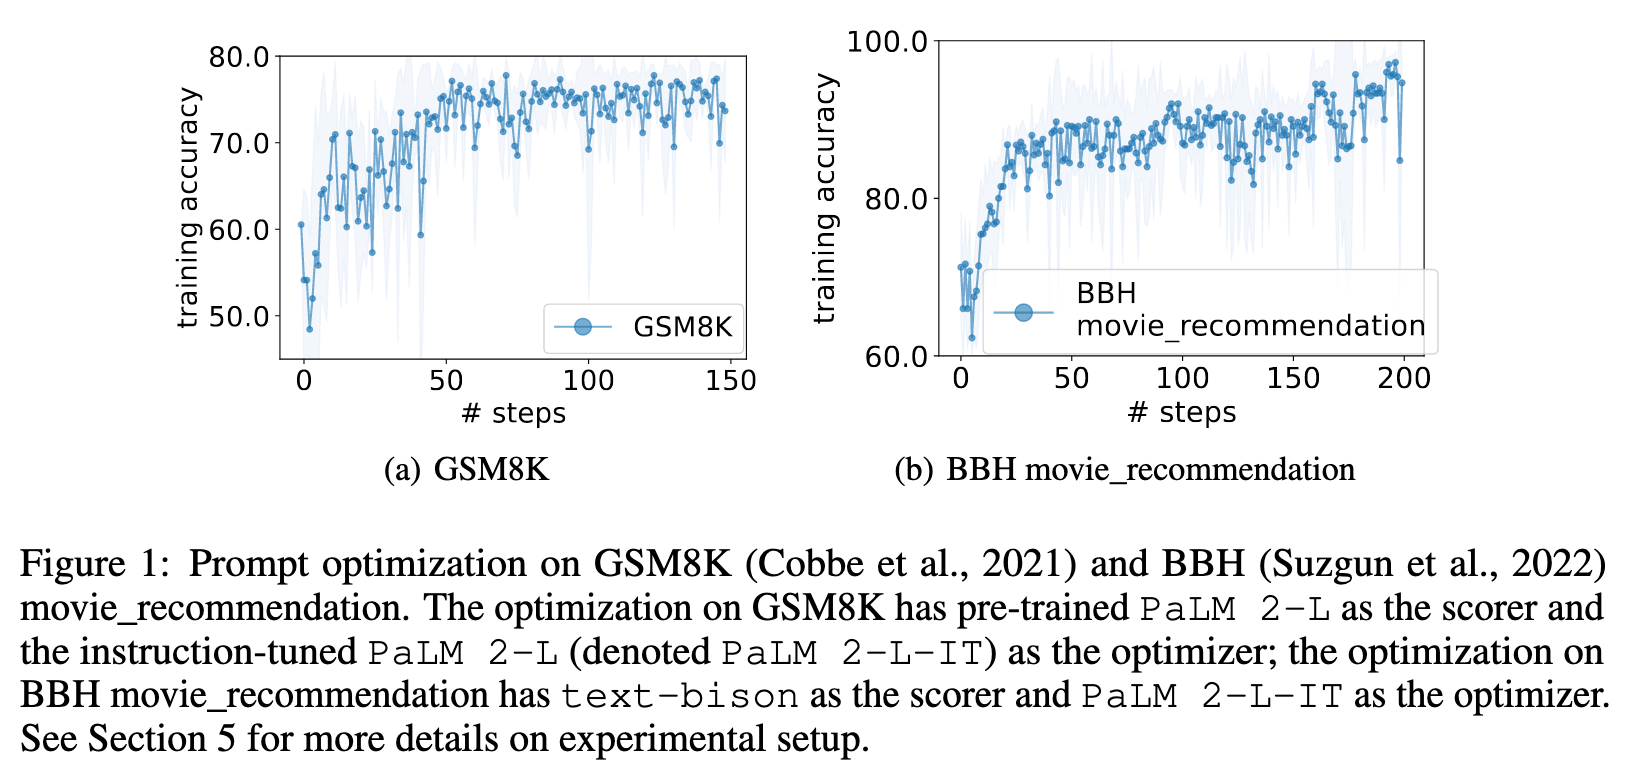 80.0
70.0
60.0
50.0
training accuracy
GSM8K
0 50 100 150
# steps
(a) GSM8K
100.0
80.0
60.0
training accuracy
BBH
movie_recommendation
0 50 100 150 200
# steps
(b) BBH movie_recommendation
Figure 1: Prompt optimization on GSM8K (Cobbe et al., 2021) and BBH (Suzgun et al., 2022)
movie_recommendation. The optimization on GSM8K has pre-trained PaLM 2-L as the scorer and
the instruction-tuned PaLM 2-L (denoted PaLM 2-L-IT) as the optimizer; the optimization on
BBH movie_recommendation has text-bison as the scorer and PaLM 2-L-IT as the optimizer.
See Section 5 for more details on experimental setup.